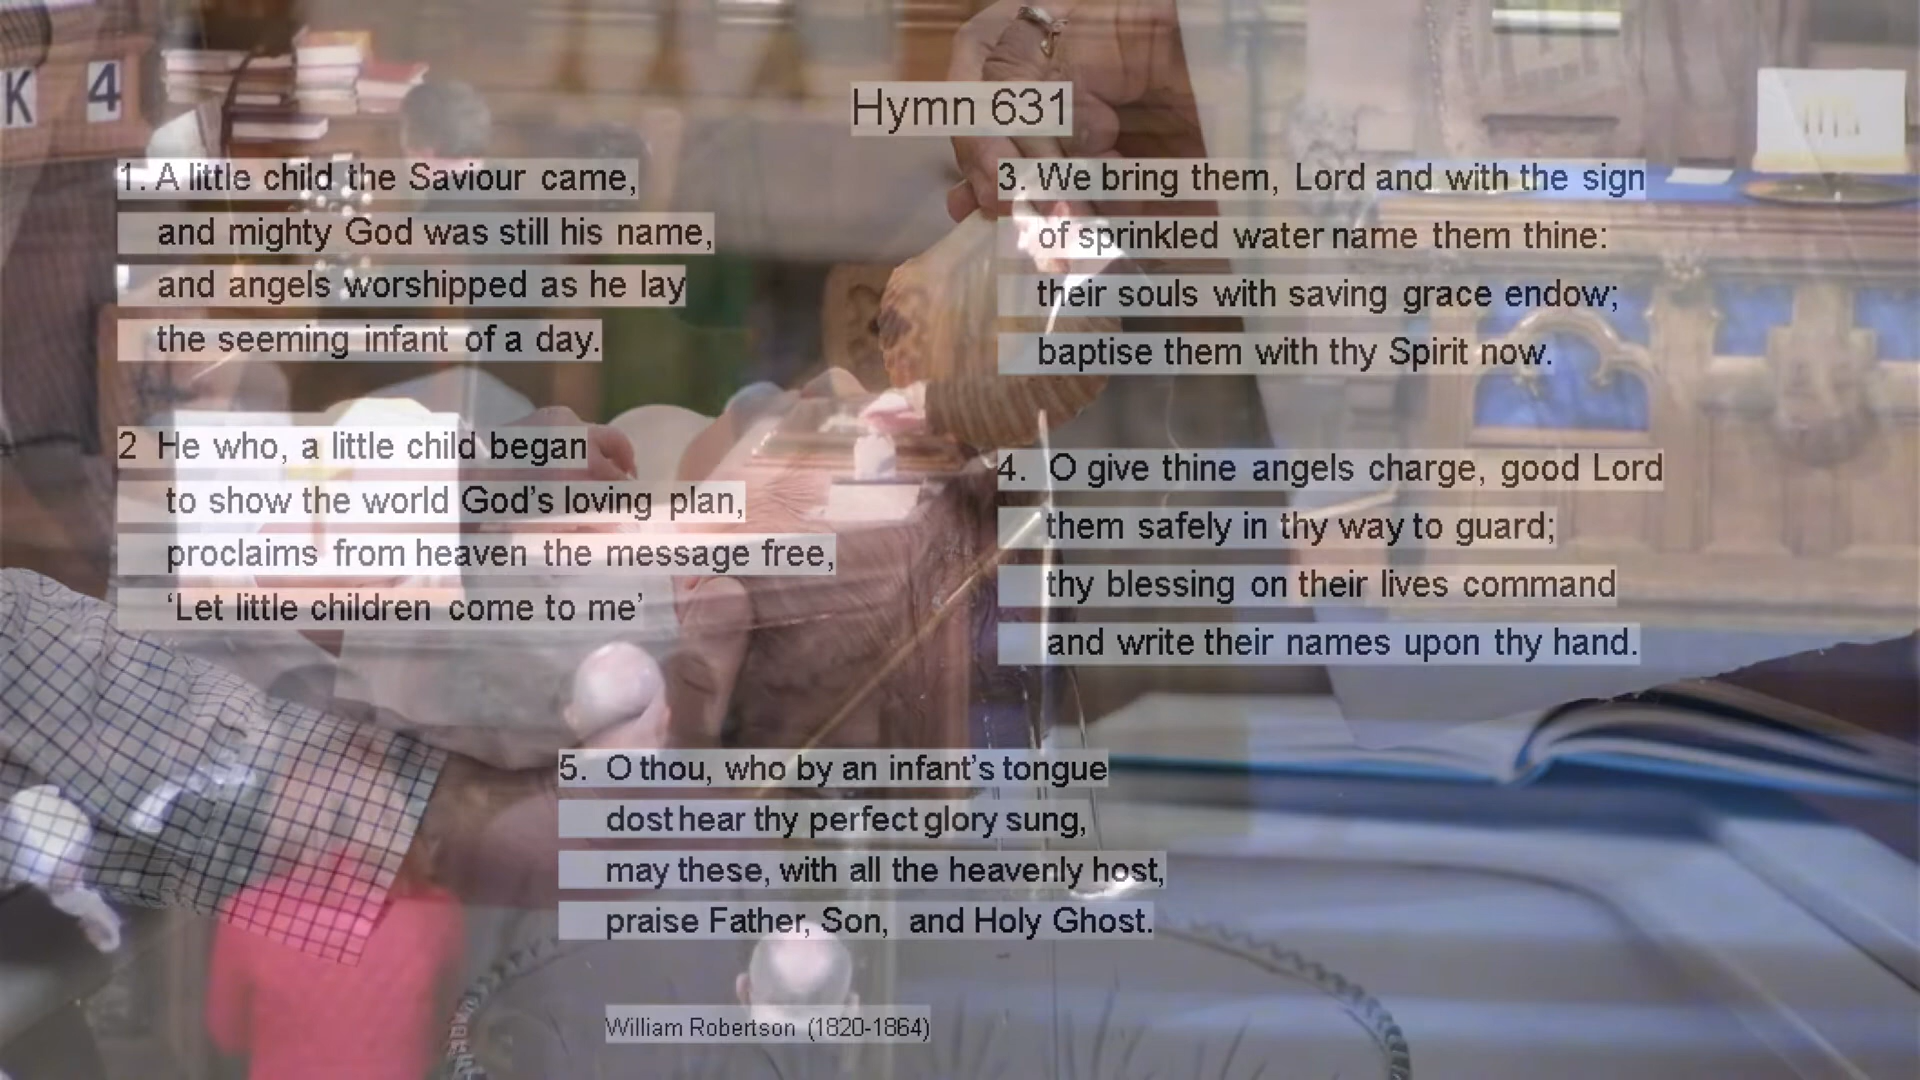 K 4
Hymn 631
1. A little child the Saviour came,
and mighty God was still his name,
and angels worshipped as he lay
the seeming infant of a day.
2 He who, a little child began
to show the world God's loving plan,
proclaims from heaven the message free,
‘Let little children come to me’
3. We bring them, Lord and with the sign
of sprinkled water name them thine:
their souls with saving grace endow;
baptise them with thy Spirit now.
4. O give thine angels charge, good Lord
them safely in thy way to guard;
thy blessing on their lives command
and write their names upon thy hand.
5. O thou, who by an infant's tongue
dost hear thy perfect glory sung,
may these, with all the heavenly host,
praise Father, Son, and Holy Ghost.
William Robertson (1820-1864)